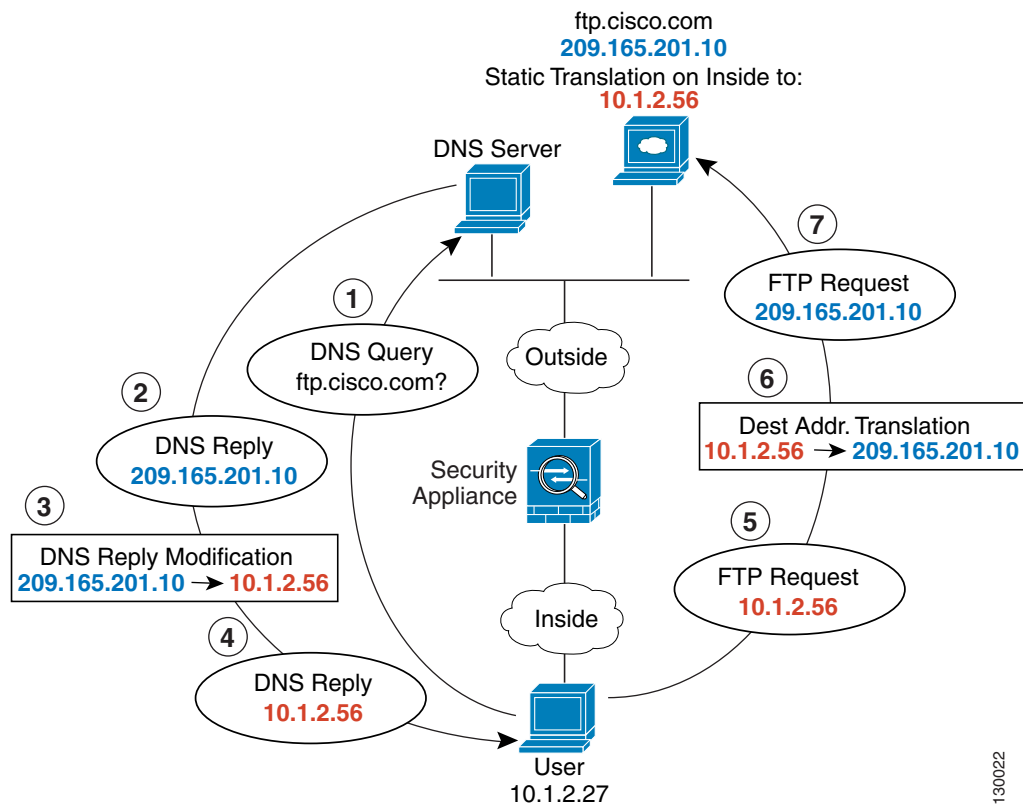 ftp.cisco.com
209.165.201.10
Static Translation on Inside to:
10.1.2.56
DNS Server
7
FTP Request
209.165.201.10
1
DNS Query
ftp.cisco.com?
Outside
2
DNS Reply
209.165.201.10
6
Dest Addr. Translation
10.1.2.56 → 209.165.201.10
Security
Appliance
3
DNS Reply Modification
209.165.201.10 → 10.1.2.56
5
FTP Request
10.1.2.56
Inside
4
DNS Reply
10.1.2.56
User
10.1.2.27
130022